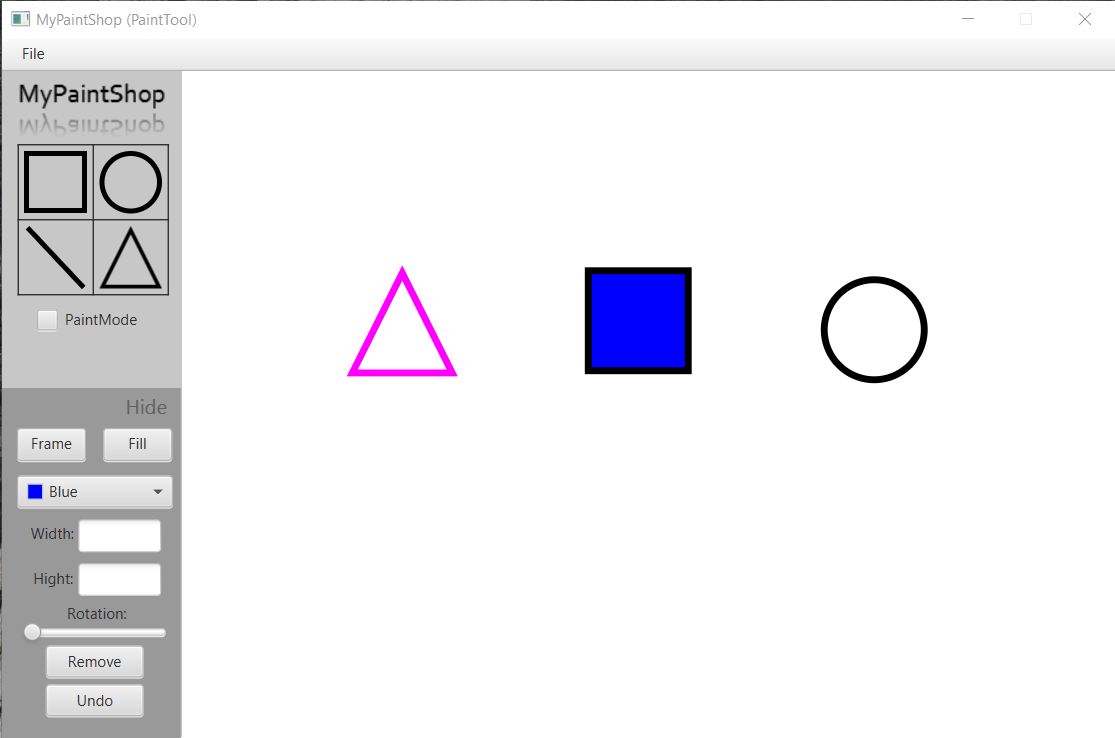 MyPaintShop (PaintTool)
File
MyPaintShop
MyPaintShop
PaintMode
Hide
Frame Fill
Blue
Width:
Hight:
Rotation:
Remove
Undo